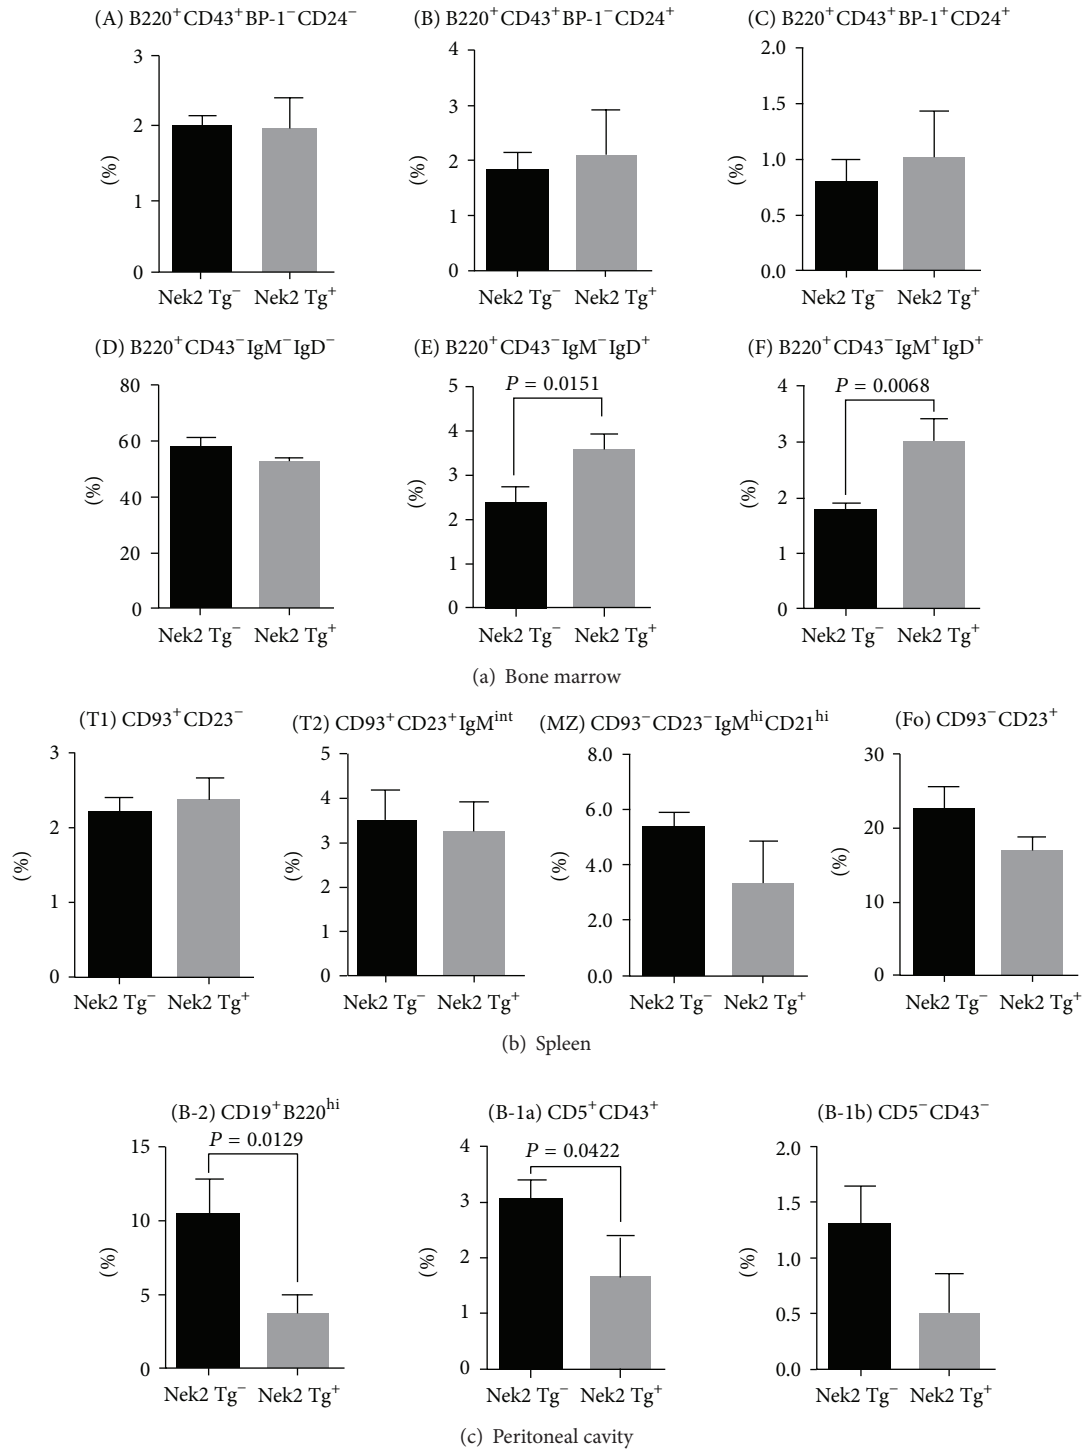 (A) B220⁺CD43⁺BP-1⁻CD24⁻
(B) B220⁺CD43⁺BP-1⁻CD24⁺
(C) B220⁺CD43⁺BP-1⁺CD24⁺
3
2
1
0
(%)
Nek2 Tg⁻ Nek2 Tg⁺
4
3
2
1
0
(%)
Nek2 Tg⁻ Nek2 Tg⁺
2.0
1.5
1.0
0.5
0.0
(%)
Nek2 Tg⁻ Nek2 Tg⁺
(D) B220⁺CD43⁻IgM⁻IgD⁻
(E) B220⁺CD43⁻IgM⁻IgD⁺
(F) B220⁺CD43⁻IgM⁺IgD⁺
80
60
40
20
0
(%)
Nek2 Tg⁻ Nek2 Tg⁺
P = 0.0151
5
4
3
2
1
0
(%)
Nek2 Tg⁻ Nek2 Tg⁺
P = 0.0068
4
3
2
1
0
(%)
Nek2 Tg⁻ Nek2 Tg⁺
(a) Bone marrow
(T1) CD93⁺CD23⁻
(T2) CD93⁺CD23⁺IgMⁱⁿᵗ
(MZ) CD93⁻CD23⁻IgMʰⁱCD21ʰⁱ
(Fo) CD93⁻CD23⁺
3
2
1
0
(%)
Nek2 Tg⁻ Nek2 Tg⁺
5
4
3
2
1
0
(%)
Nek2 Tg⁻ Nek2 Tg⁺
8.0
6.0
4.0
2.0
0.0
(%)
Nek2 Tg⁻ Nek2 Tg⁺
30
20
10
0
(%)
Nek2 Tg⁻ Nek2 Tg⁺
(b) Spleen
(B-2) CD19⁺B220ʰⁱ
(B-1a) CD5⁺CD43⁺
(B-1b) CD5⁻CD43⁻
P = 0.0129
15
10
5
0
(%)
Nek2 Tg⁻ Nek2 Tg⁺
P = 0.0422
4
3
2
1
0
(%)
Nek2 Tg⁻ Nek2 Tg⁺
2.0
1.5
1.0
0.5
0.0
(%)
Nek2 Tg⁻ Nek2 Tg⁺
(c) Peritoneal cavity